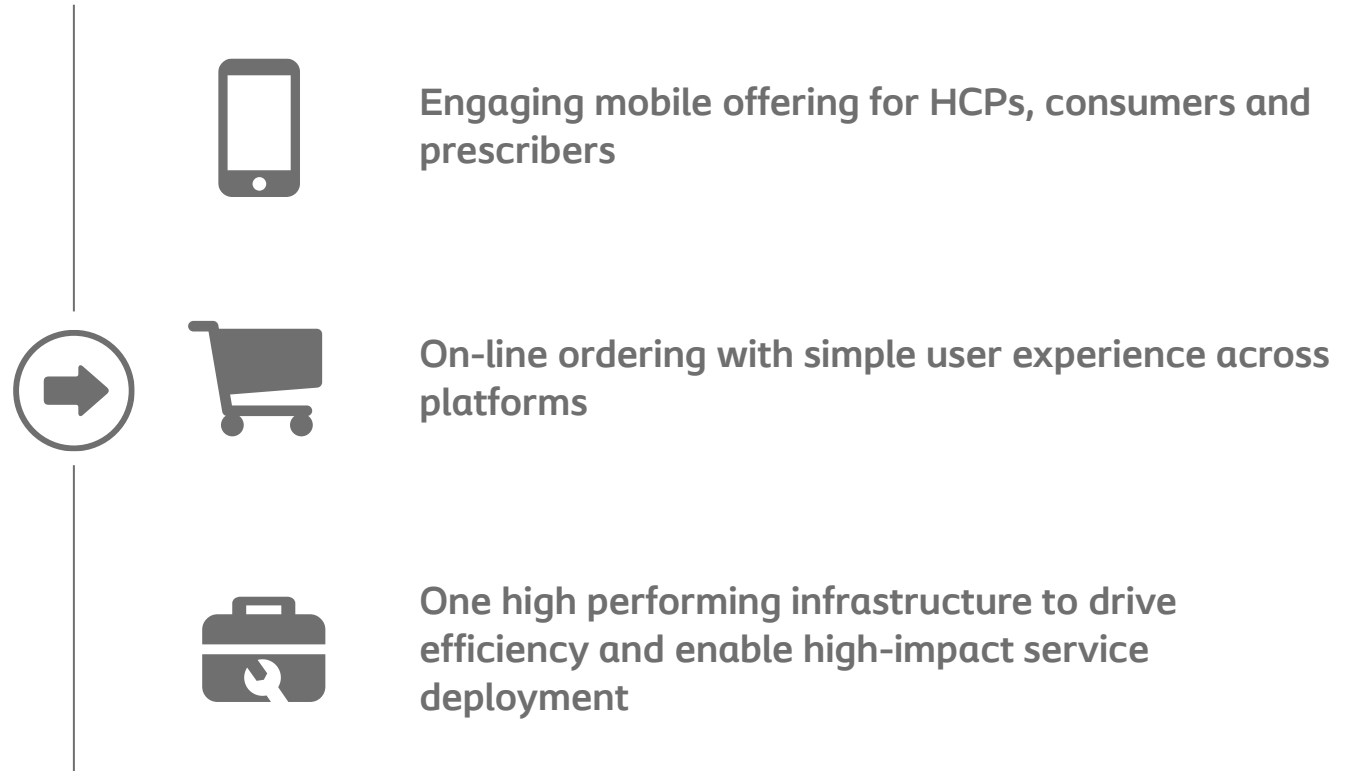 Engaging mobile offering for HCPs, consumers and
prescribers
On-line ordering with simple user experience across
platforms
One high performing infrastructure to drive
efficiency and enable high-impact service
deployment